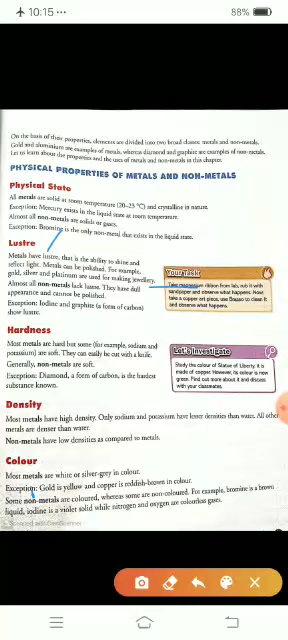 10:15 ···
88%
On the basis of these properties, elements are divided into two broad classes: metals and non-metals.
Gold and aluminium are examples of metals, whereas diamond and graphite are examples of non-metals.
Let us learn about the properties and the uses of metals and non-metals in this chapter.
PHYSICAL PROPERTIES OF METALS AND NON-METALS
Physical State
All metals are solid at room temperature (20–25 °C) and crystalline in nature.
Exception: Mercury exists in the liquid state at room temperature.
Almost all non-metals are solids or gases.
Exception: Bromine is the only non-metal that exists in the liquid state.
Lustre
Metals have lustre, that is the ability to shine and
reflect light. Metals can be polished. For example,
gold, silver and platinum are used for making jewellery.
Almost all non-metals lack lustre. They have dull
appearance and cannot be polished.
Exception: Iodine and graphite (a form of carbon)
show lustre.
Your Task
Take magnesium ribbon from lab, rub it with
sandpaper and observe what happens. Now,
take a copper art piece, use Brasso to clean it
and observe what happens.
Hardness
Most metals are hard but some (for example, sodium and
potassium) are soft. They can easily be cut with a knife.
Generally, non-metals are soft.
Exception: Diamond, a form of carbon, is the hardest
substance known.
Let's Investigate
Study the colour of Statue of Liberty. It is
made of copper. However, its colour is now
green. Find out more about it and discuss
with your classmates.
Density
Most metals have high density. Only sodium and potassium have lesser densities than water. All other
metals are denser than water.
Non-metals have low densities as compared to metals.
Colour
Most metals are white or silver-grey in colour.
Exception: Gold is yellow and copper is reddish-brown in colour.
Some non-metals are coloured, whereas some are non-coloured. For example, bromine is a brown
liquid, iodine is a violet solid while nitrogen and oxygen are colourless gases.
Scanned with CamScanner